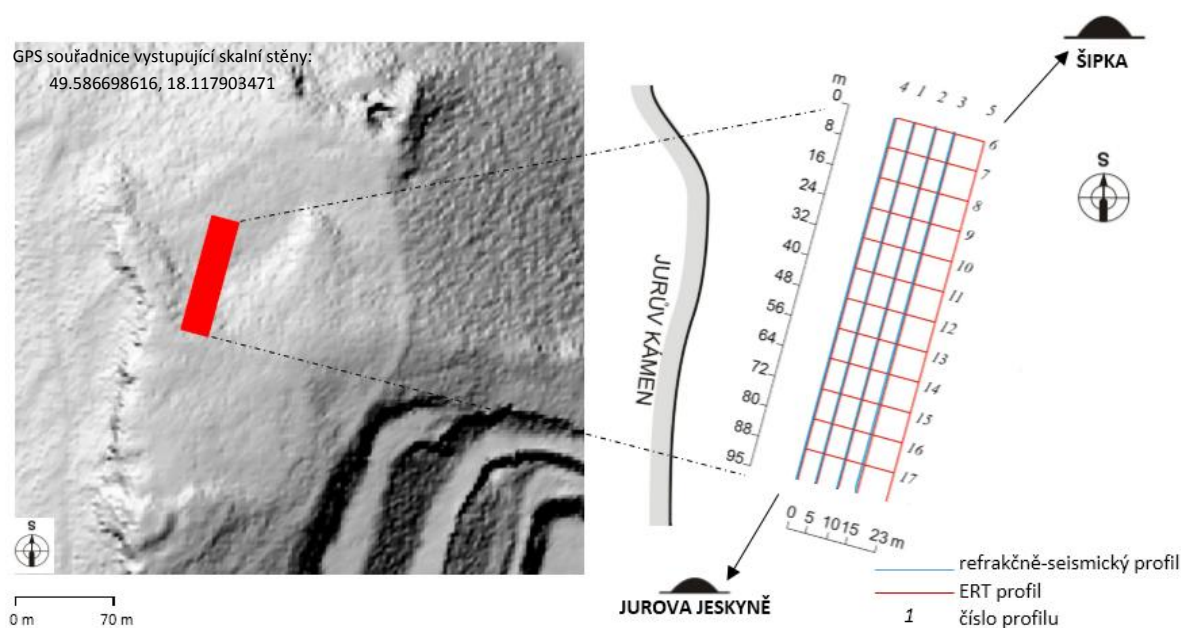 GPS souřadnice vystupující skalní stěny:
49.586698616, 18.117903471
S
0 m 70 m
ŠIPKA
S
m
0
8
16
24
32
40
48
56
64
72
80
88
95
4 1 2 3 5
6
7
8
9
10
11
12
13
14
15
16
17
JURŮV KÁMEN
0 5 10 15 23 m
JUROVA JESKYNĚ
refrakčně-seismický profil
ERT profil
1 číslo profilu